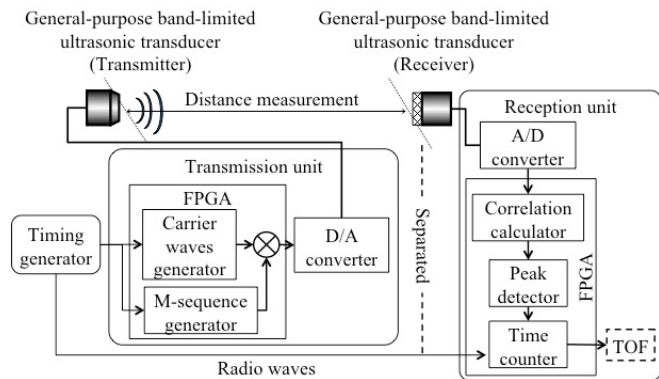 General-purpose band-limited
ultrasonic transducer
(Transmitter)
General-purpose band-limited
ultrasonic transducer
(Receiver)
Distance measurement
Reception unit
A/D
converter
Transmission unit
FPGA
Carrier
waves
generator
M-sequence
generator
D/A
converter
Timing
generator
Separated
Correlation
calculator
Peak
detector
FPGA
Time
counter
TOF
Radio waves